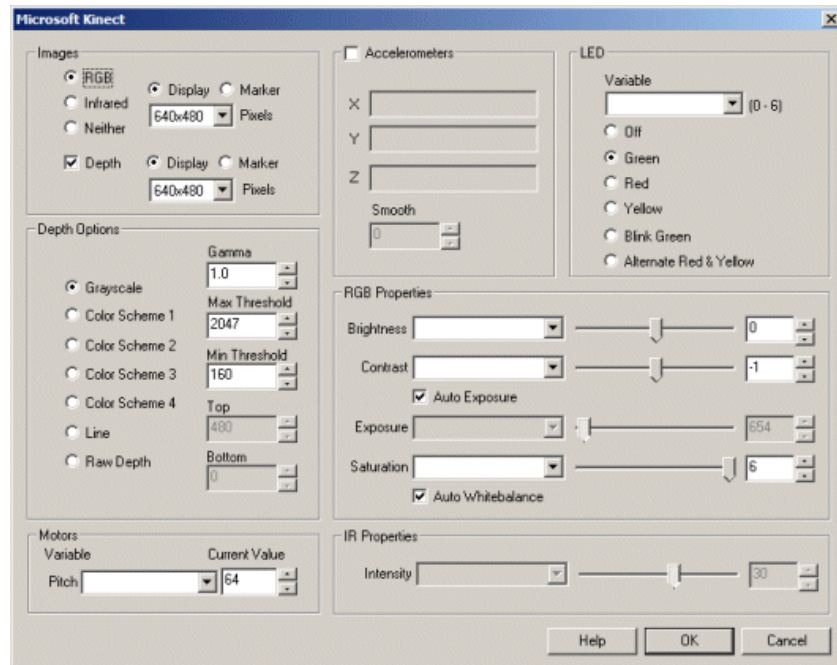 Microsoft Kinect
Images
RGB
Display Marker
Infrared
640x480 Pixels
Neither
Depth Display Marker
640x480 Pixels
Accelerometers
X
Y
Z
Smooth
0
LED
Variable
(0 - 6)
Off
Green
Red
Yellow
Blink Green
Alternate Red & Yellow
Depth Options
Gamma
1.0
Grayscale
Max Threshold
Color Scheme 1
2047
Color Scheme 2
Min Threshold
Color Scheme 3
160
Color Scheme 4
Top
480
Line
Bottom
Raw Depth
0
RGB Properties
Brightness 0
Contrast -1
Auto Exposure
Exposure 654
Saturation 6
Auto Whitebalance
Motors
Variable Current Value
Pitch 64
IR Properties
Intensity 30
Help OK Cancel